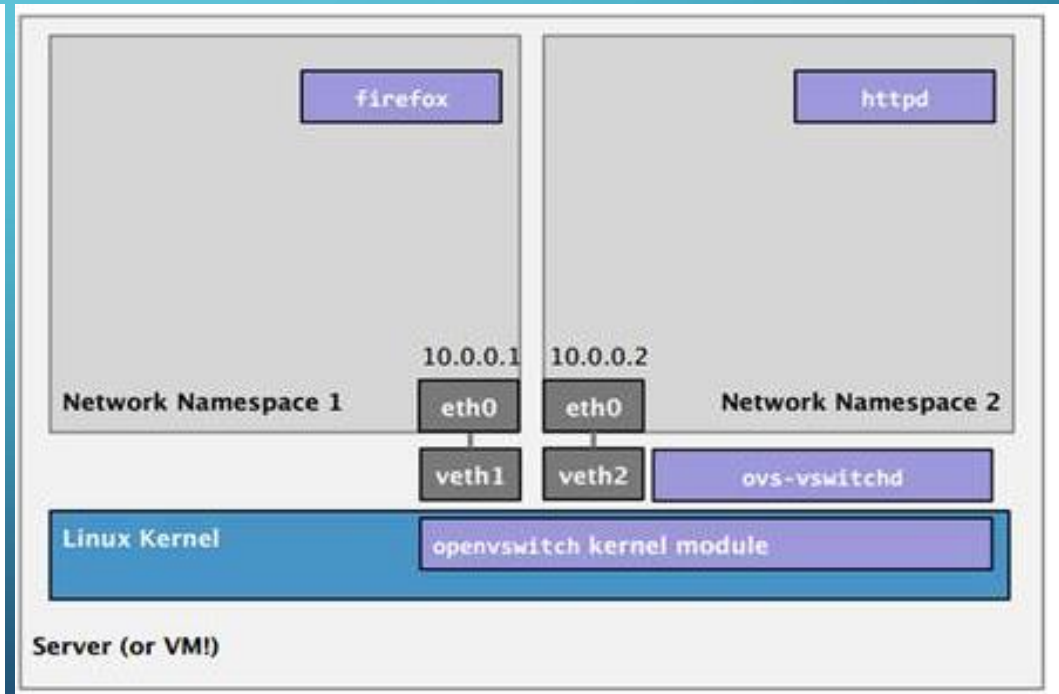 firefox
httpd
10.0.0.1
10.0.0.2
Network Namespace 1
eth0
eth0
Network Namespace 2
veth1
veth2
ovs-vswitchd
Linux Kernel
openvswitch kernel module
Server (or VM!)